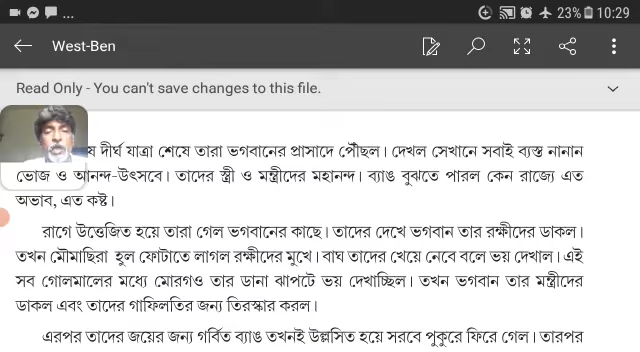 ... 23% 10:29
West-Ben
Read Only - You can't save changes to this file.
দীর্ঘ যাত্রা শেষে তারা ভগবানের প্রাসাদে পৌঁছল। দেখল সেখানে সবাই ব্যস্ত নানান
ভোজ ও আনন্দ-উৎসবে। তাদের স্ত্রী ও মন্ত্রীদের মহানন্দ। ব্যাঙ বুঝতে পারল কেন রাজ্যে এত
অভাব, এত কষ্ট।
রাগে উত্তেজিত হয়ে তারা গেল ভগবানের কাছে। তাদের দেখে ভগবান তার রক্ষীদের ডাকল।
তখন মৌমাছিরা হুল ফোটাতে লাগল রক্ষীদের মুখে। বাঘ তাদের খেয়ে নেবে বলে ভয় দেখাল। এই
সব গোলমালের মধ্যে মোরগও তার ডানা ঝাপটে ভয় দেখাচ্ছিল। তখন ভগবান তার মন্ত্রীদের
ডাকল এবং তাদের গাফিলতির জন্য তিরস্কার করল।
এরপর তাদের জয়ের জন্য গর্বিত ব্যাঙ তখনই উল্লসিত হয়ে সরবে পুকুরে ফিরে গেল। তারপর